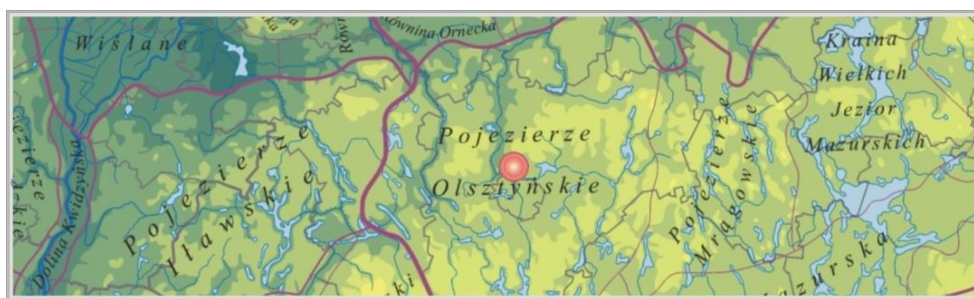 Wiślane
Równina Ornecka
Kraina
Wielkich
Jezior
Mazurskich
Pojezierze
Olsztyńskie
Pojezierze
Mrągowskie
Pojezierze
Iławskie
Dolina Kwidzyńska